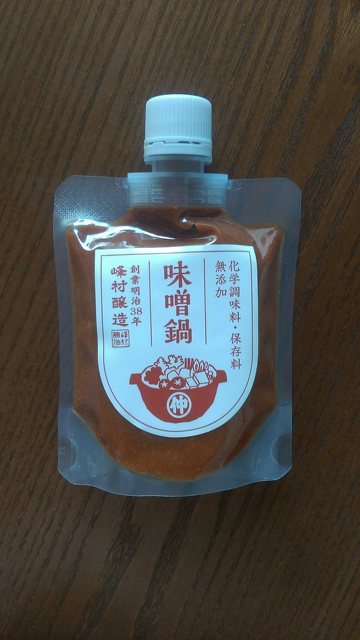 化学調味料・保存料
無添加
味噌鍋
創業明治38年
峰村醸造
仲